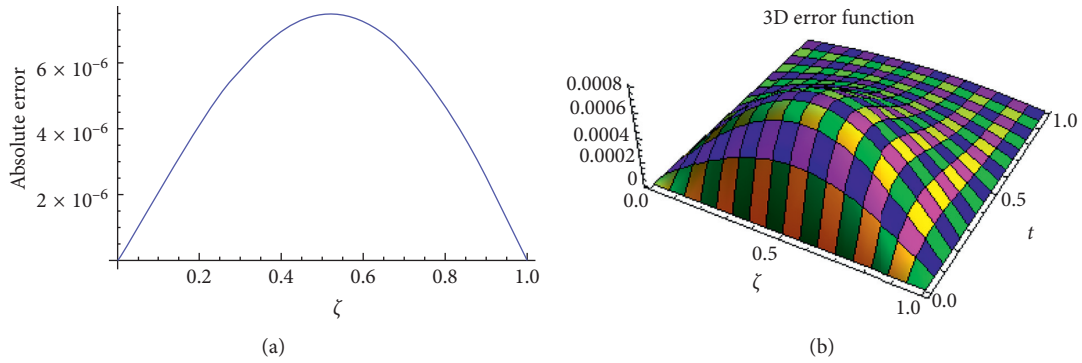 Absolute error
6 × 10⁻⁶
4 × 10⁻⁶
2 × 10⁻⁶
0.2 0.4 0.6 0.8 1.0
ζ
(a)
3D error function
0.0008
0.0006
0.0004
0.0002
0
0.0 0.5 1.0
ζ
0.0 0.5 1.0
t
(b)